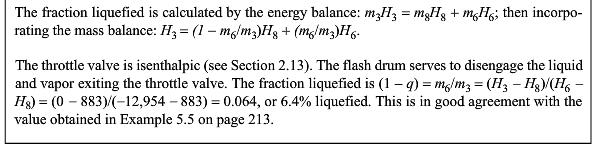 The fraction liquefied is calculated by the energy balance: m3H3 = m8H8 + m6H6; then incorpo-
rating the mass balance: H3 = (1 – m6/m3)H8 + (m6/m3)H6.
The throttle valve is isenthalpic (see Section 2.13). The flash drum serves to disengage the liquid
and vapor exiting the throttle valve. The fraction liquefied is (1 – q) = m6/m3 = (H3 – H8)/(H6 –
H8) = (0 – 883)/(–12,954 – 883) = 0.064, or 6.4% liquefied. This is in good agreement with the
value obtained in Example 5.5 on page 213.